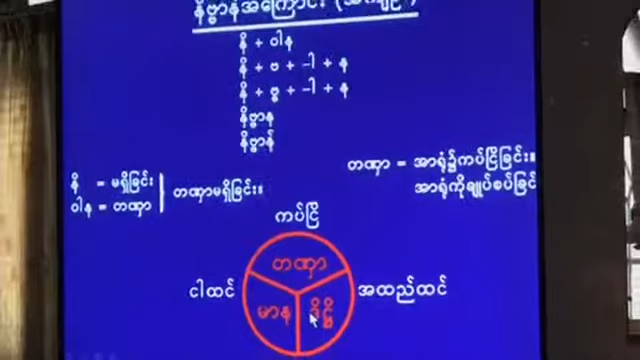 နိဗ္ဗာန်အကြောင်း
နိ + ဝါန
နိ + ဗ + -ါ + န
နိ + ဗ္ဗ + -ါ + န
နိဗ္ဗာန
နိဗ္ဗာန်
တဏှာ = အာရုံ၌ကပ်ငြိခြင်း။
အာရုံကိုချုပ်စပ်ခြင်
နိ = မရှိခြင်း
ဝါန = တဏှာ
တဏှာမရှိခြင်း။
ကပ်ငြိ
တဏှာ
ငါထင်
အထည်ထင်
မာန
ဒိဋ္ဌိ